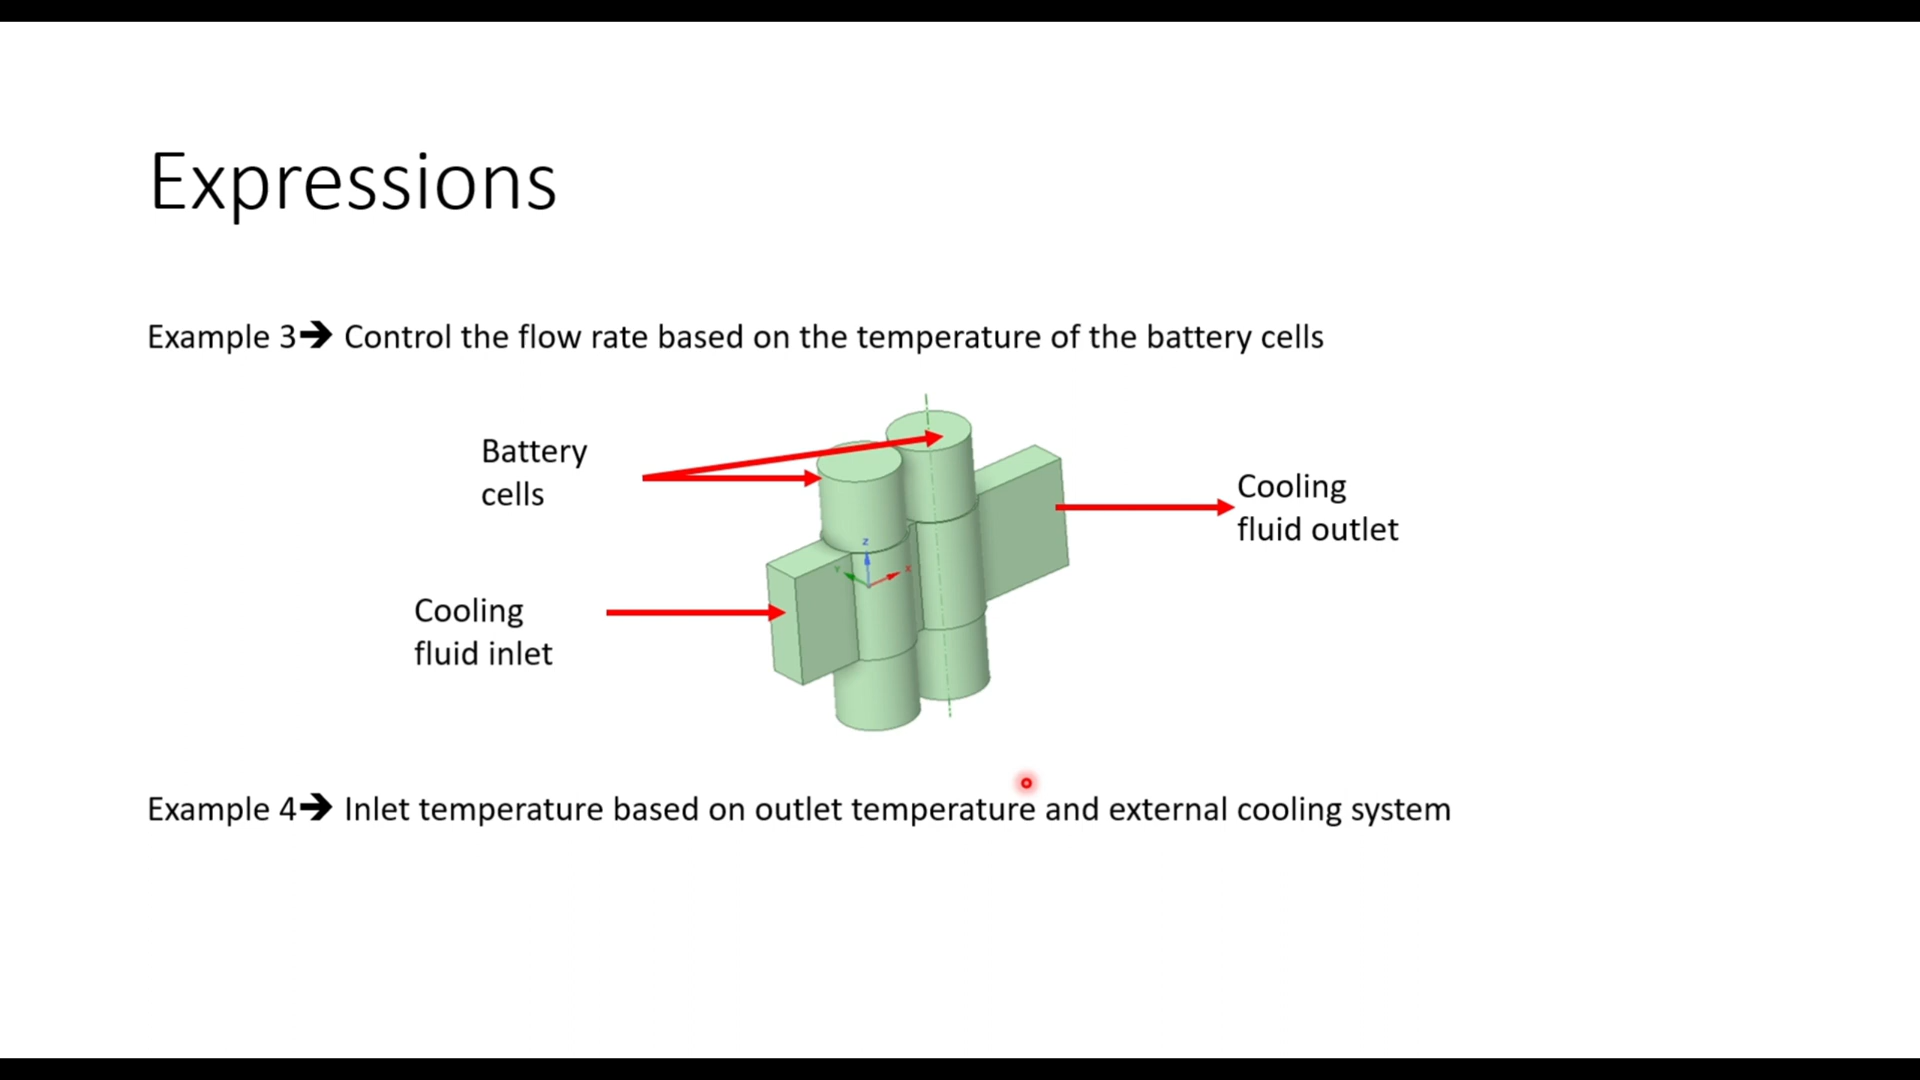 Expressions
Example 3🡲 Control the flow rate based on the temperature of the battery cells
Battery
cells
Cooling
fluid outlet
Z
Y
X
Cooling
fluid inlet
Example 4🡲 Inlet temperature based on outlet temperature and external cooling system